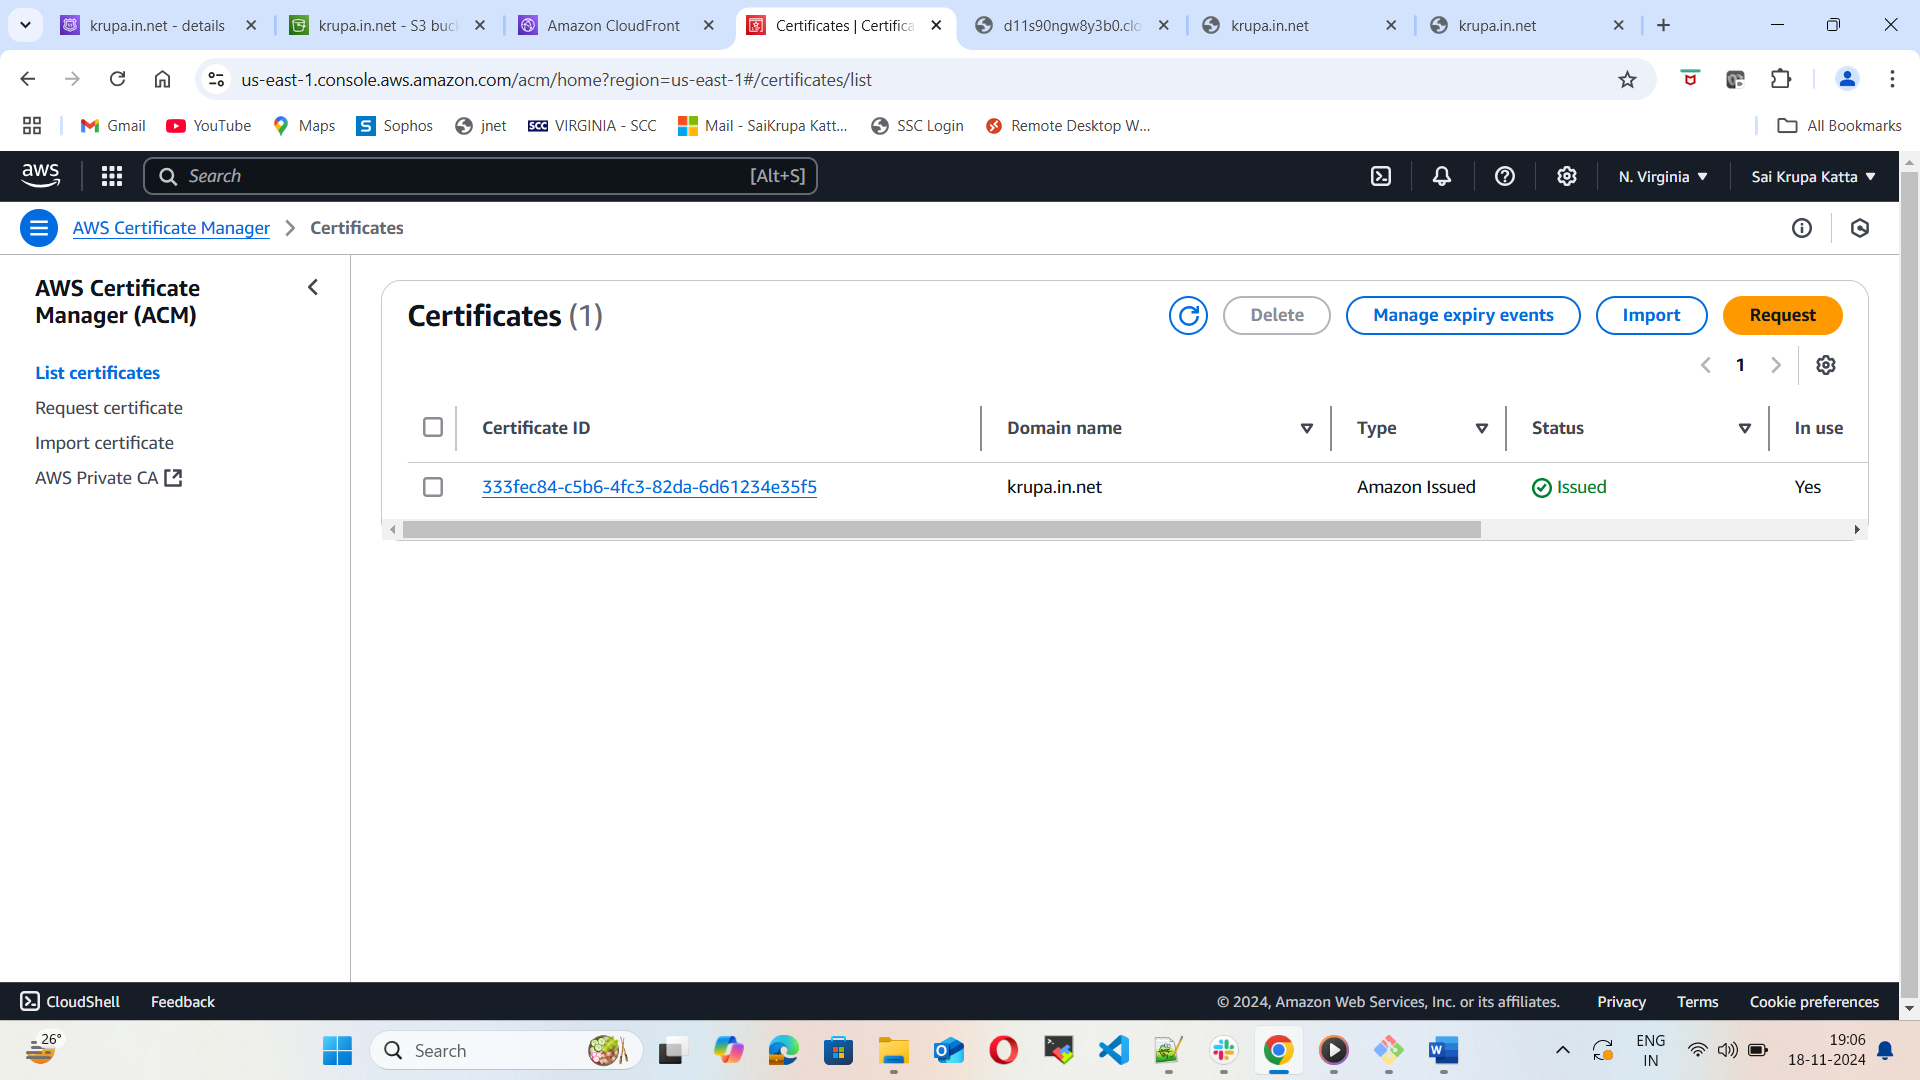 krupa.in.net - details
krupa.in.net - S3 buc
Amazon CloudFront
Certificates | Certifica
d11s90ngw8y3b0.clo
krupa.in.net
krupa.in.net
us-east-1.console.aws.amazon.com/acm/home?region=us-east-1#/certificates/list
Gmail
YouTube
Maps
S Sophos
jnet
SCC VIRGINIA - SCC
Mail - SaiKrupa Katt...
SSC Login
Remote Desktop W...
All Bookmarks
aws
Search
[Alt+S]
N. Virginia
Sai Krupa Katta
AWS Certificate Manager
Certificates
AWS Certificate
Manager (ACM)
List certificates
Request certificate
Import certificate
AWS Private CA
Certificates (1)
Delete
Manage expiry events
Import
Request
1
Certificate ID
Domain name
Type
Status
In use
333fec84-c5b6-4fc3-82da-6d61234e35f5
krupa.in.net
Amazon Issued
Issued
Yes
CloudShell
Feedback
© 2024, Amazon Web Services, Inc. or its affiliates.
Privacy
Terms
Cookie preferences
26°
Search
ENG
IN
19:06
18-11-2024